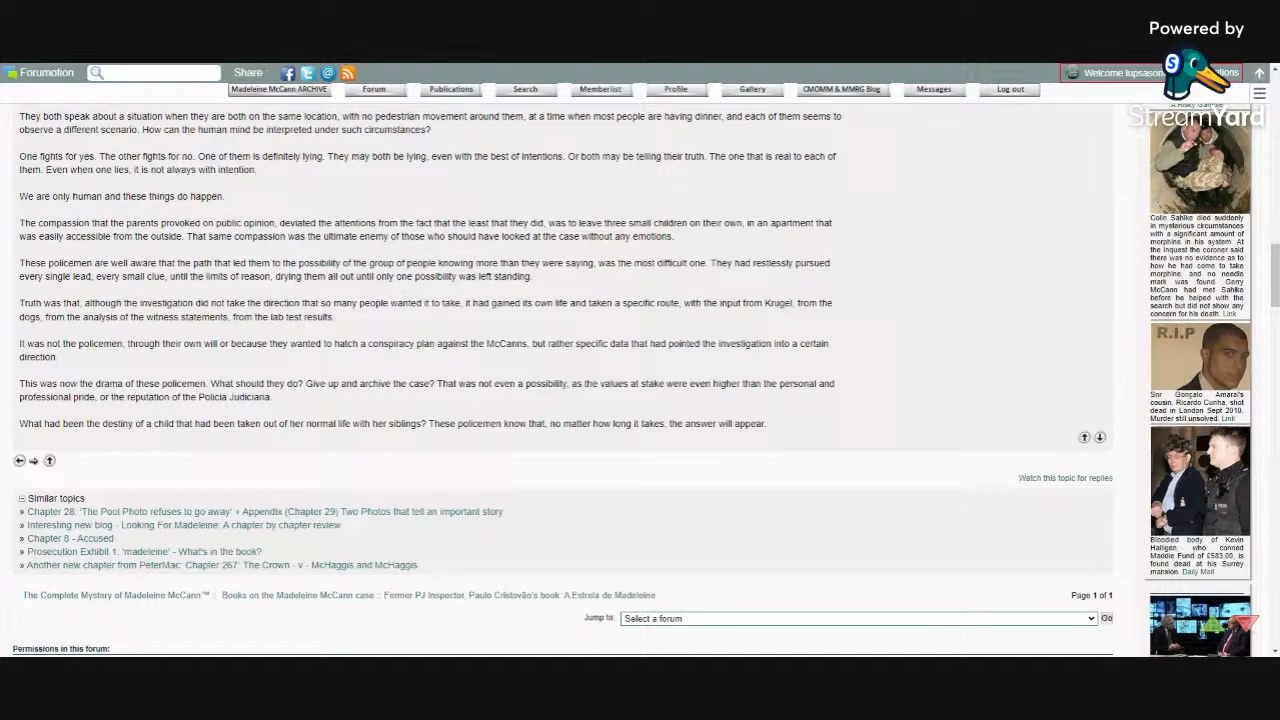 Powered by
StreamYard
Forumotion
Share
Welcome lupsason
Madeleine McCann ARCHIVE
Forum
Publications
Search
Memberlist
Profile
Gallery
CMOMM & MMRG Blog
Messages
Log out
They both speak about a situation when they are both on the same location, with no pedestrian movement around them, at a time when most people are having dinner, and each of them seems to
observe a different scenario. How can the human mind be interpreted under such circumstances?
One fights for yes. The other fights for no. One of them is definitely lying. They may both be lying, even with the best of intentions. Or both may be telling their truth. The one that is real to each of
them. Even when one lies, it is not always with intention.
We are only human and these things do happen.
The compassion that the parents provoked on public opinion, deviated the attentions from the fact that the least that they did, was to leave three small children on their own, in an apartment that
was easily accessible from the outside. That same compassion was the ultimate enemy of those who should have looked at the case without any emotions.
These policemen are well aware that the path that led them to the possibility of the group of people knowing more than they were saying, was the most difficult one. They had restlessly pursued
every single lead, every small clue, until the limits of reason, drying them all out until only one possibility was left standing.
Truth was that, although the investigation did not take the direction that so many people wanted it to take, it had gained its own life and taken a specific route, with the input from Krugel, from the
dogs, from the analysis of the witness statements, from the lab test results.
It was not the policemen, through their own will or because they wanted to hatch a conspiracy plan against the McCanns, but rather specific data that had pointed the investigation into a certain
direction.
This was now the drama of these policemen. What should they do? Give up and archive the case? That was not even a possibility, as the values at stake were even higher than the personal and
professional pride, or the reputation of the Policia Judiciaria.
What had been the destiny of a child that had been taken out of her normal life with her siblings? These policemen know that, no matter how long it takes, the answer will appear.
Watch this topic for replies
Similar topics
» Chapter 28: 'The Pool Photo refuses to go away' + Appendix (Chapter 29) Two Photos that tell an important story
» Interesting new blog - Looking For Madeleine: A chapter by chapter review
» Chapter 8 - Accused
» Prosecution Exhibit 1: 'madeleine' - What's in the book?
» Another new chapter from PeterMac: Chapter 267: The Crown - v - McHaggis and McHaggis
The Complete Mystery of Madeleine McCann™ :: Books on the Madeleine McCann case :: Former PJ Inspector, Paulo Cristovão's book: A Estrela de Madeleine
Page 1 of 1
Jump to:
Select a forum
Go
Permissions in this forum:
Colin Sahlke died suddenly
in mysterious circumstances
with a significant amount of
morphine in his system. At
the Inquest the coroner said
there was no evidence as to
how he had come to take
morphine, and no needle
mark was found. Gerry
McCann had met Sahlke
before he helped with the
search but did not show any
concern for his death. Link
R.I.P
Snr Gonçalo Amaral's
cousin, Ricardo Cunha, shot
dead in London Sept 2010.
Murder still unsolved. Link
Bloodied body of Kevin
Halligen, who conned
Maddie Fund of £583.00, is
found dead at his Surrey
mansion. Daily Mail